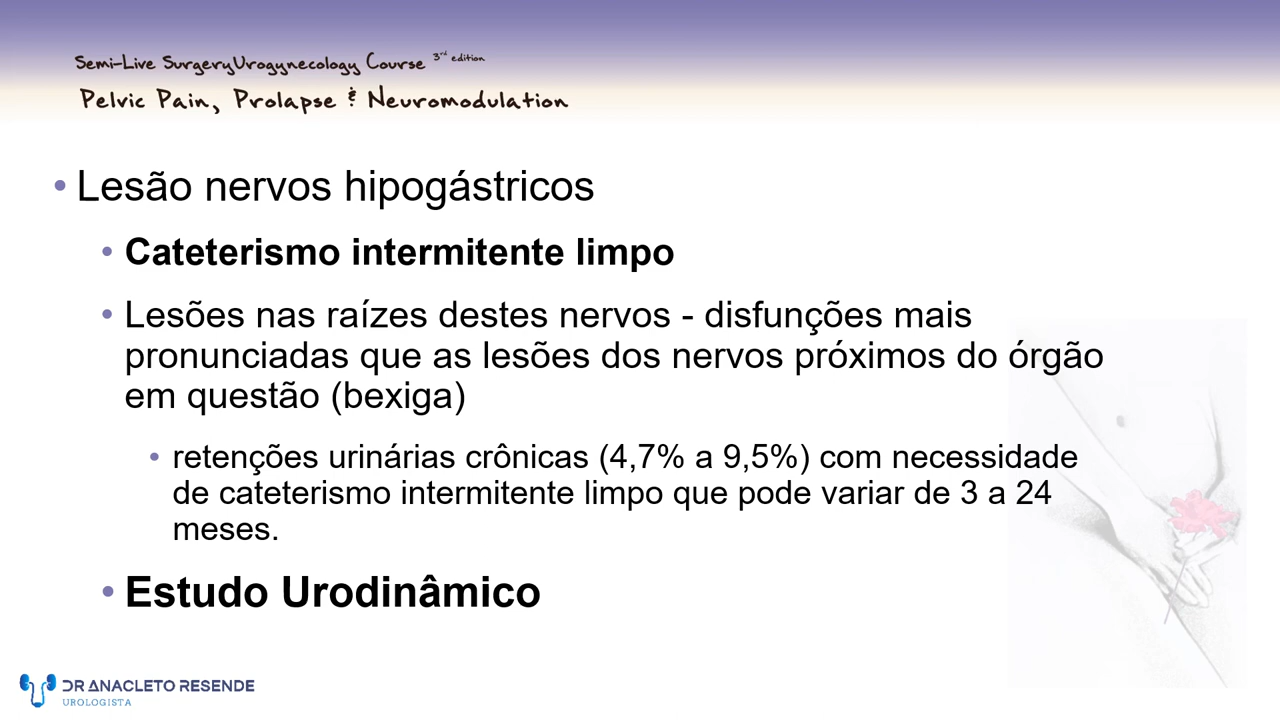 Semi-Live SurgeryUrogynecology Course 3rd edition
Pelvic Pain, Prolapse & Neuromodulation
• Lesão nervos hipogástricos
• Cateterismo intermitente limpo
• Lesões nas raízes destes nervos - disfunções mais
pronunciadas que as lesões dos nervos próximos do órgão
em questão (bexiga)
• retenções urinárias crônicas (4,7% a 9,5%) com necessidade
de cateterismo intermitente limpo que pode variar de 3 a 24
meses.
• Estudo Urodinâmico
DR ANACLETO RESENDE
UROLOGISTA